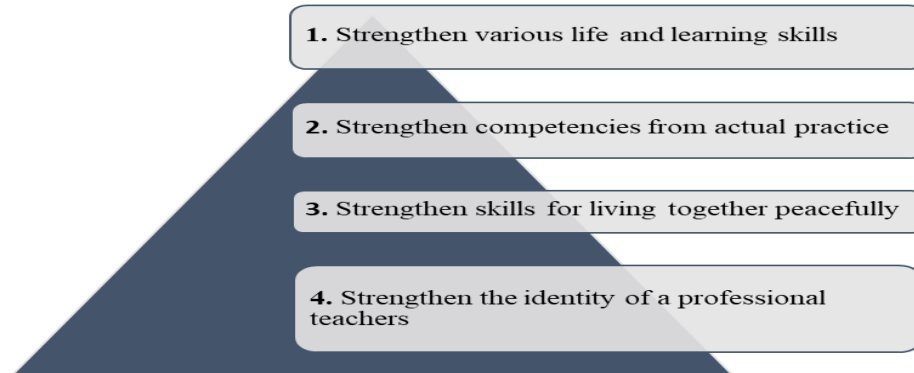 1. Strengthen various life and learning skills
2. Strengthen competencies from actual practice
3. Strengthen skills for living together peacefully
4. Strengthen the identity of a professional
teachers